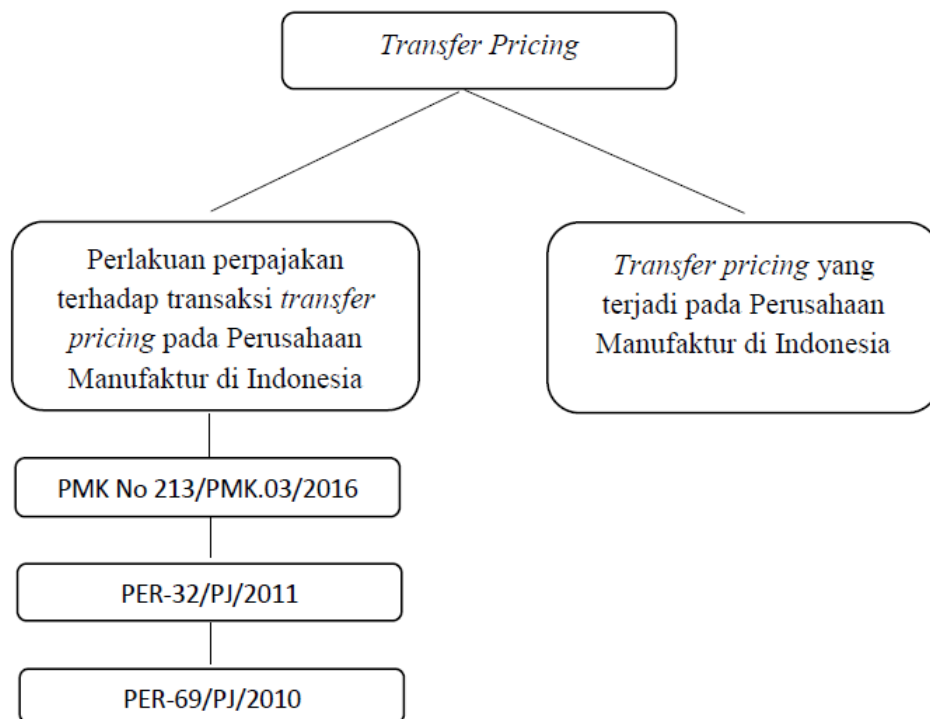 Transfer Pricing
Perlakuan perpajakan
terhadap transaksi transfer
pricing pada Perusahaan
Manufaktur di Indonesia
Transfer pricing yang
terjadi pada Perusahaan
Manufaktur di Indonesia
PMK No 213/PMK.03/2016
PER-32/PJ/2011
PER-69/PJ/2010